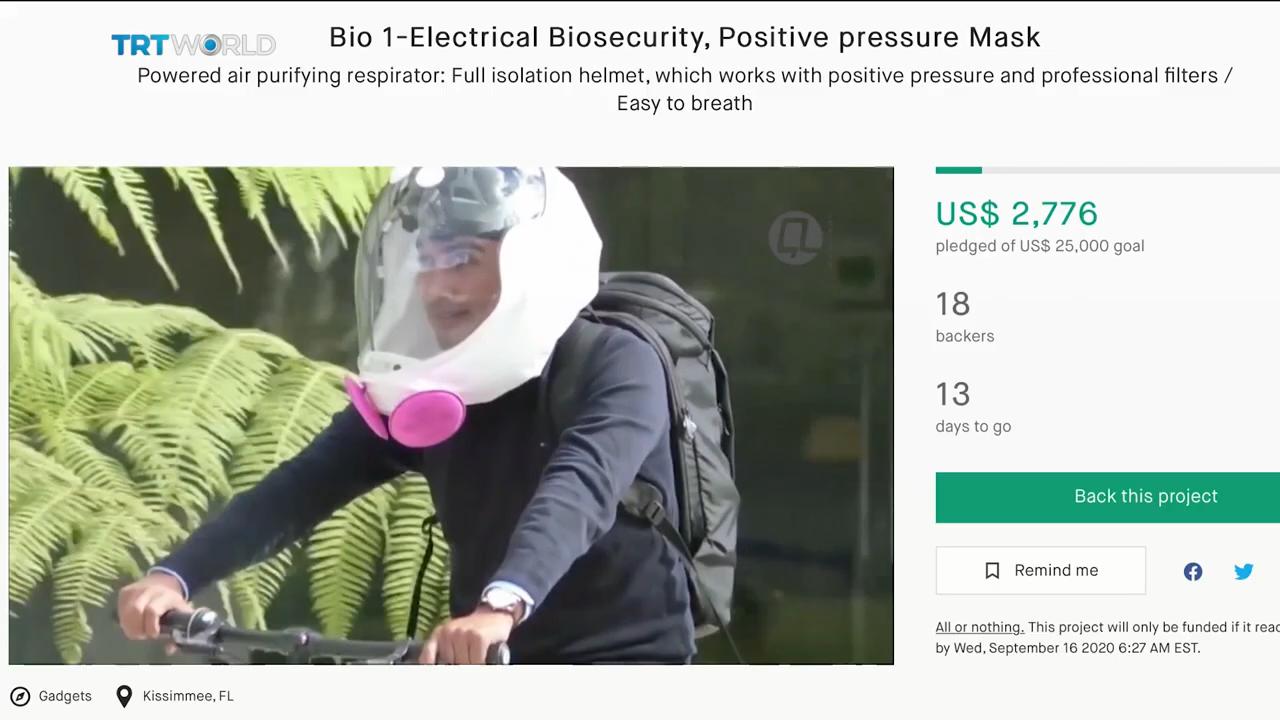 TRT WORLD
Bio 1-Electrical Biosecurity, Positive pressure Mask
Powered air purifying respirator: Full isolation helmet, which works with positive pressure and professional filters /
Easy to breath
US$ 2,776
pledged of US$ 25,000 goal
18
backers
13
days to go
Back this project
Remind me
All or nothing. This project will only be funded if it reac
by Wed, September 16 2020 6:27 AM EST.
Gadgets
Kissimmee, FL